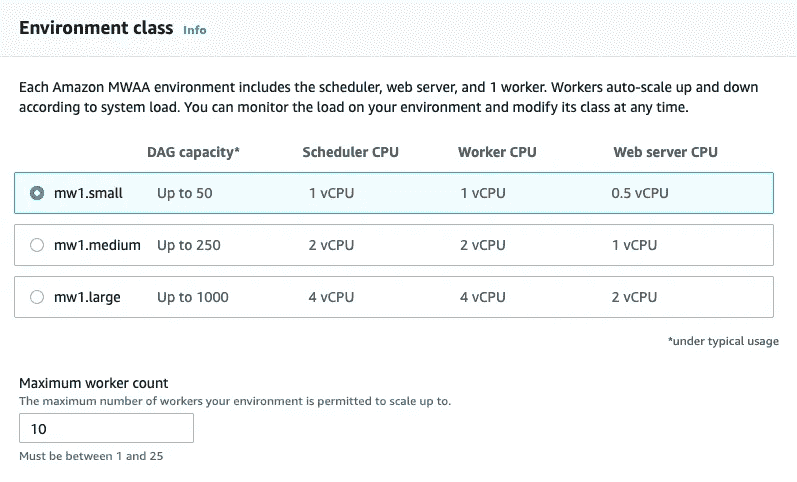 Environment class Info
Each Amazon MWAA environment includes the scheduler, web server, and 1 worker. Workers auto-scale up and down
according to system load. You can monitor the load on your environment and modify its class at any time.
DAG capacity* Scheduler CPU Worker CPU Web server CPU
mw1.small Up to 50 1 vCPU 1 vCPU 0.5 vCPU
mw1.medium Up to 250 2 vCPU 2 vCPU 1 vCPU
mw1.large Up to 1000 4 vCPU 4 vCPU 2 vCPU
*under typical usage
Maximum worker count
The maximum number of workers your environment is permitted to scale up to.
10
Must be between 1 and 25